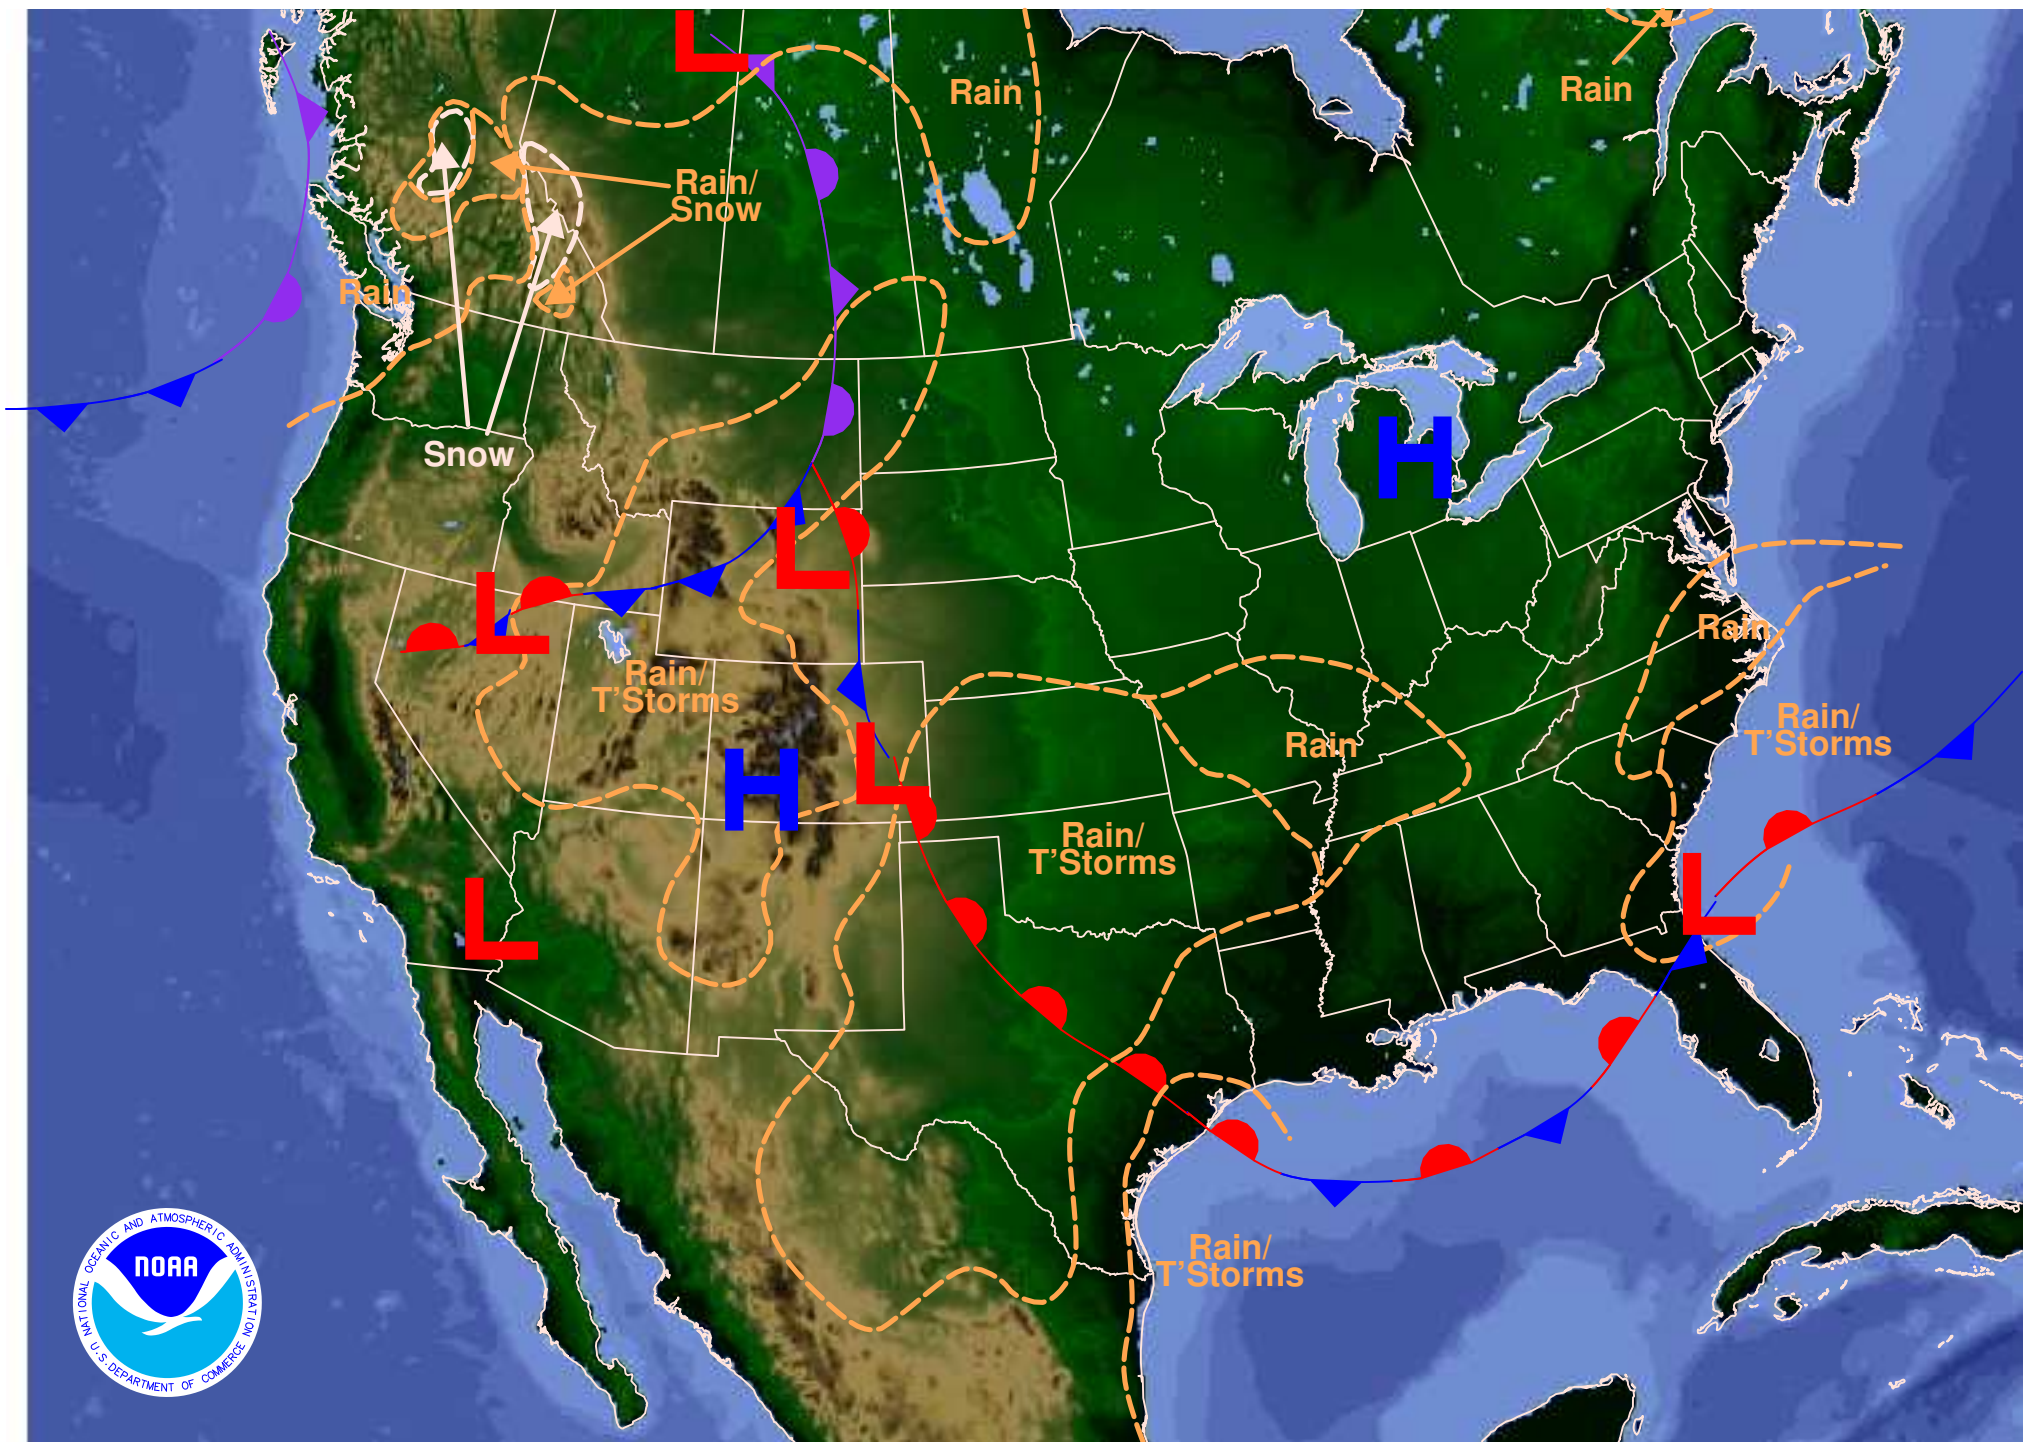 L
Rain
Rain
Rain/
Snow
Rain
H
Snow
L
L
Rain
Rain/
T'Storms
Rain/
T'Storms
Rain
H
L
Rain/
T'Storms
L
L
Rain/
T'Storms
NATIONAL OCEANIC AND ATMOSPHERIC ADMINISTRATION
NOAA
U.S. DEPARTMENT OF COMMERCE